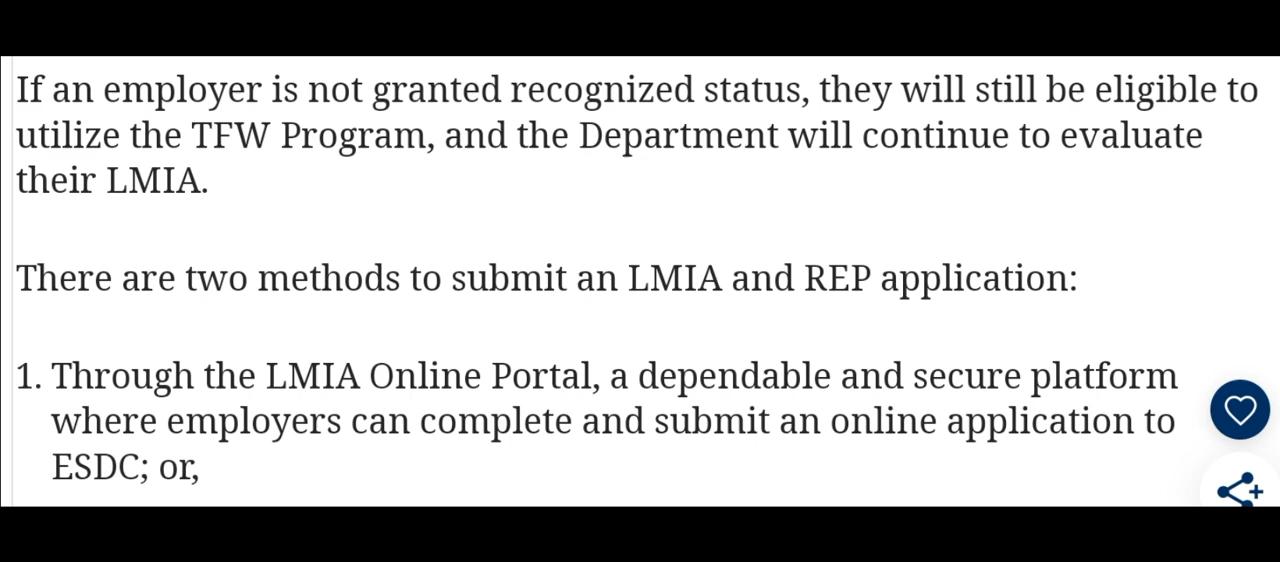 If an employer is not granted recognized status, they will still be eligible to
utilize the TFW Program, and the Department will continue to evaluate
their LMIA.
There are two methods to submit an LMIA and REP application:
1. Through the LMIA Online Portal, a dependable and secure platform
where employers can complete and submit an online application to
ESDC; or,